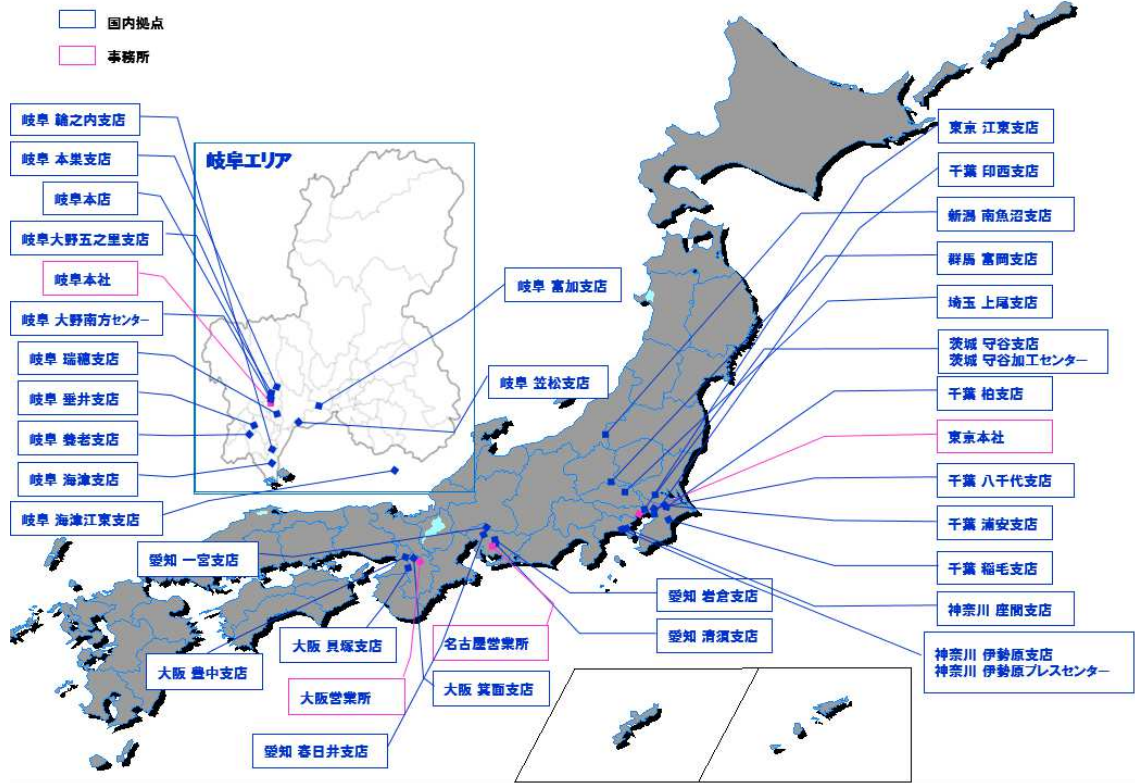 国内拠点
事務所
岐阜エリア
岐阜 輪之内支店
岐阜 本巣支店
岐阜本店
岐阜大野五之里支店
岐阜本社
岐阜 大野南方センター
岐阜 瑞穂支店
岐阜 垂井支店
岐阜 養老支店
岐阜 海津支店
岐阜 海津江東支店
岐阜 富加支店
岐阜 笠松支店
愛知 一宮支店
大阪 貝塚支店
大阪 豊中支店
大阪営業所
愛知 春日井支店
名古屋営業所
大阪 箕面支店
愛知 岩倉支店
愛知 清須支店
東京 江東支店
千葉 印西支店
新潟 南魚沼支店
群馬 富岡支店
埼玉 上尾支店
茨城 守谷支店
茨城 守谷加工センター
千葉 柏支店
東京本社
千葉 八千代支店
千葉 浦安支店
千葉 稲毛支店
神奈川 座間支店
神奈川 伊勢原支店
神奈川 伊勢原プレスセンター